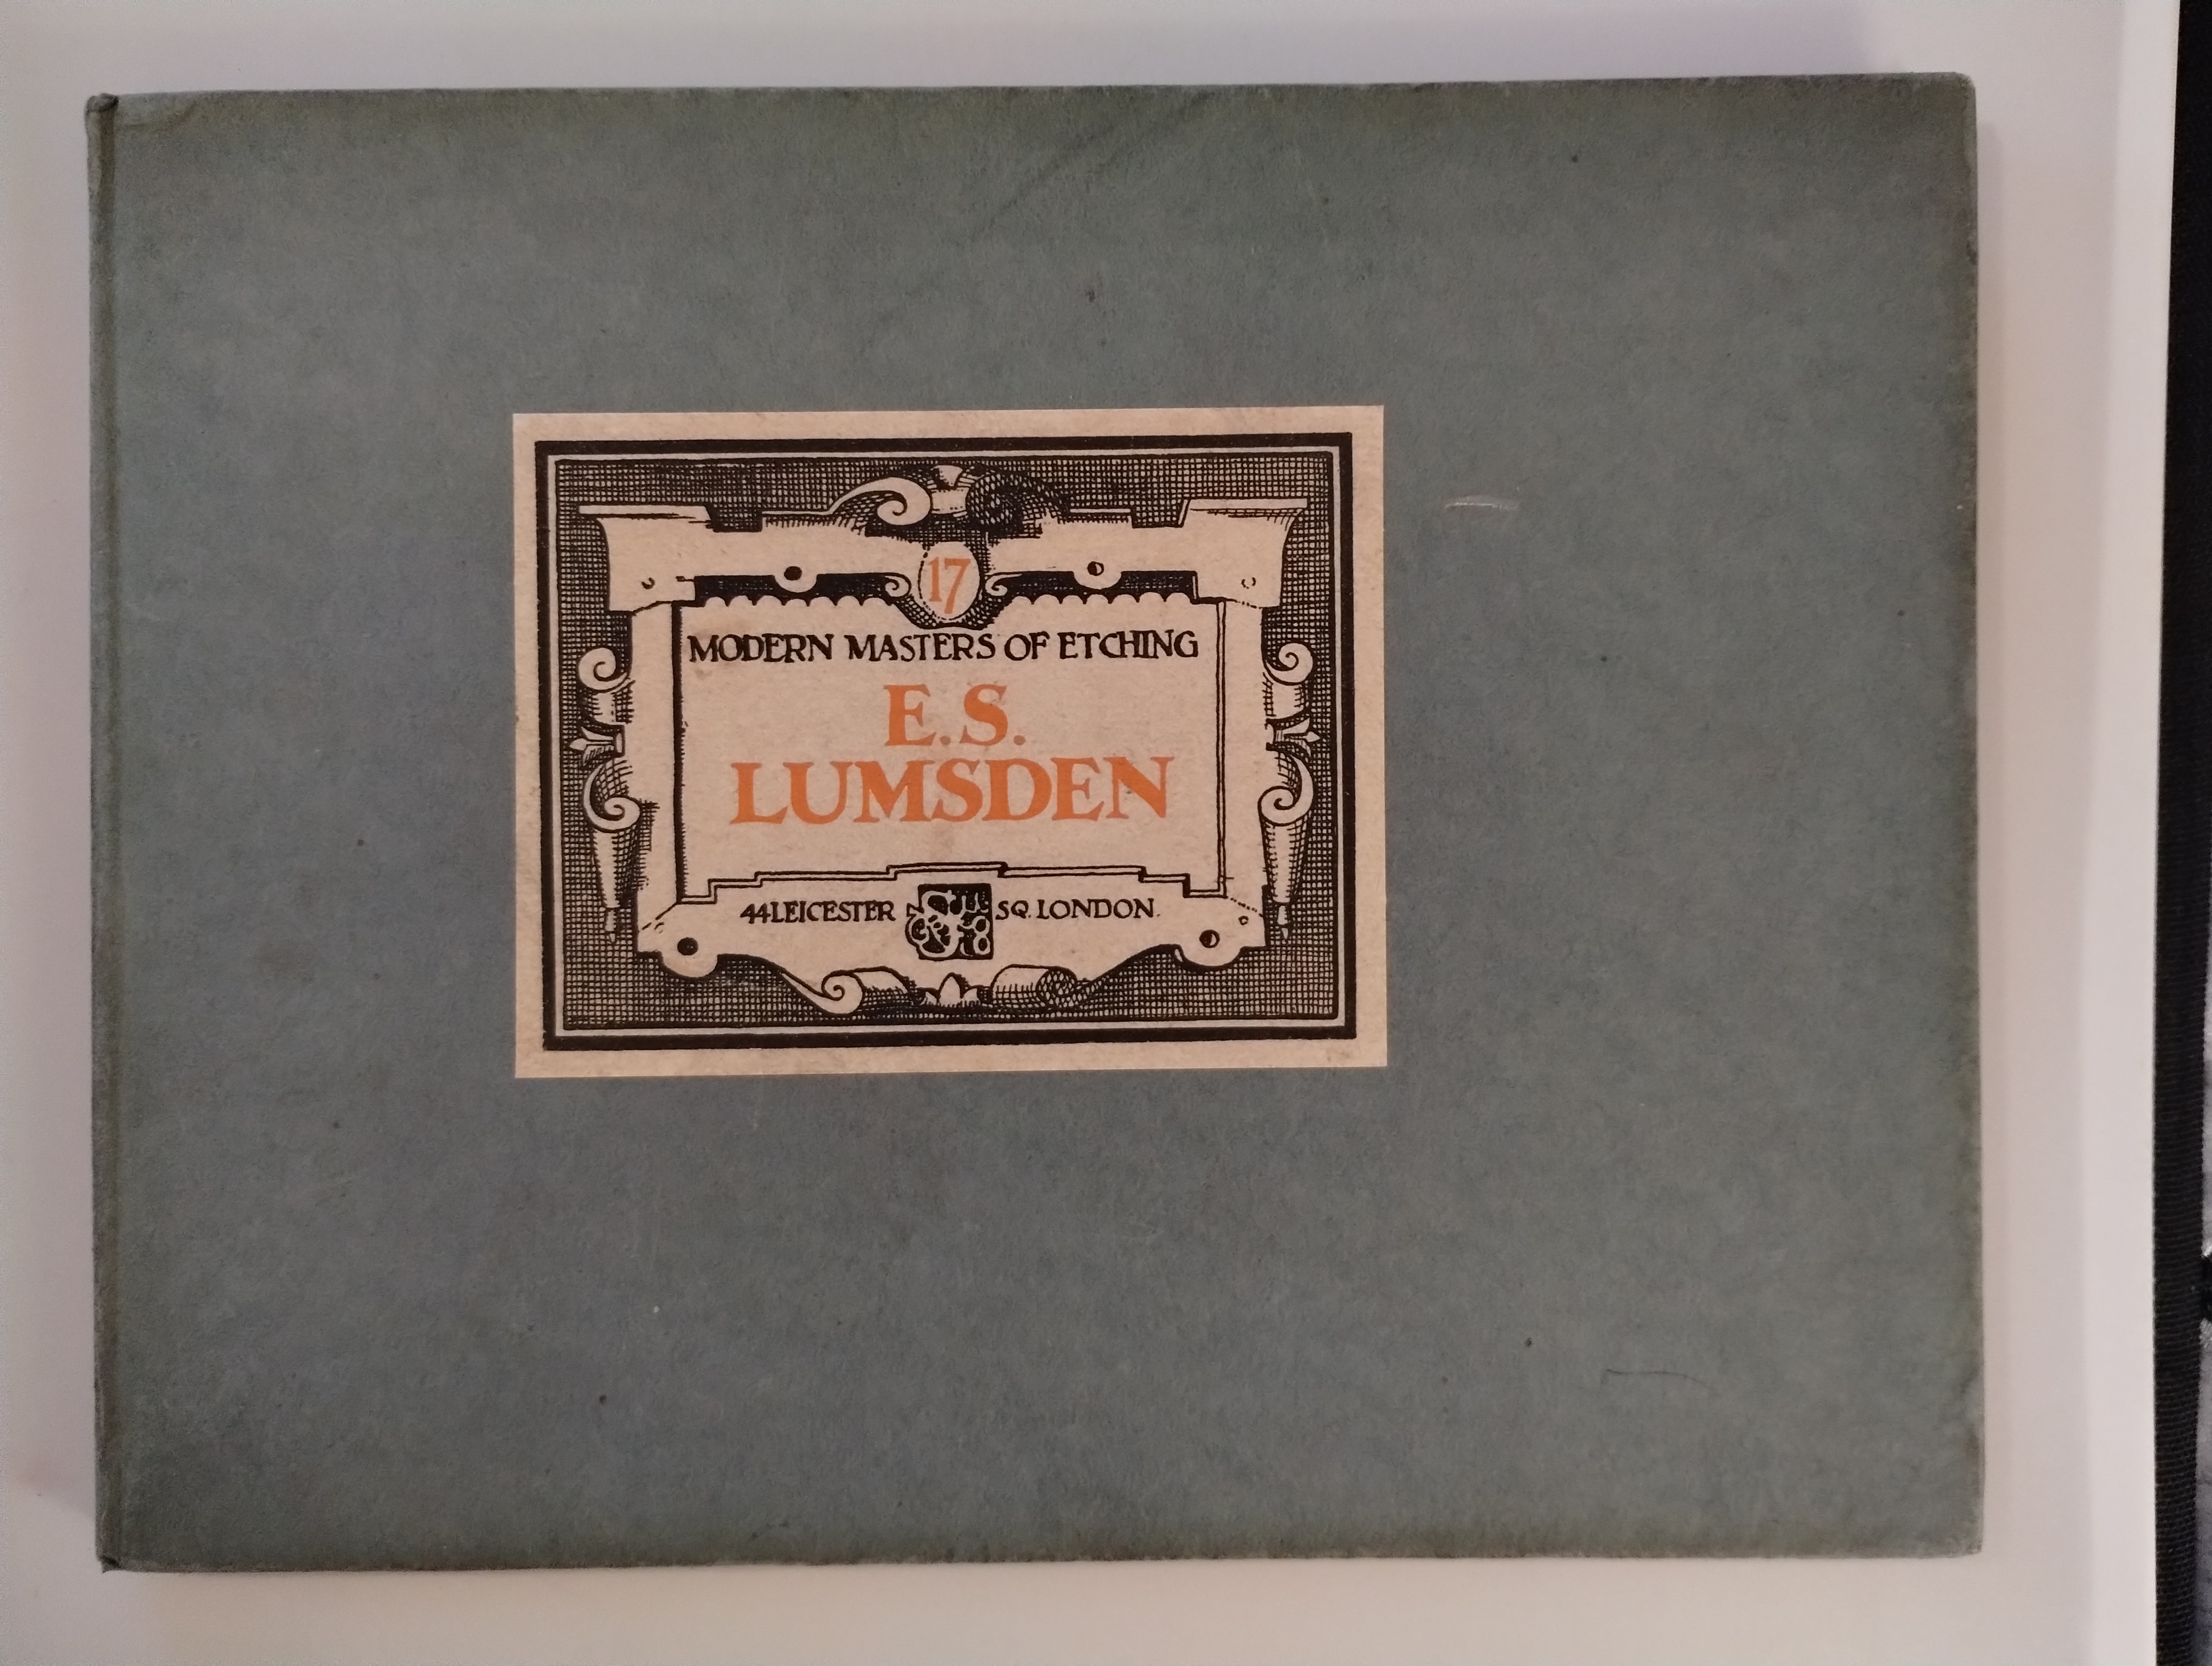 17
MODERN MASTERS OF ETCHING
E.S.
LUMSDEN
44 LEICESTER SQ. LONDON.